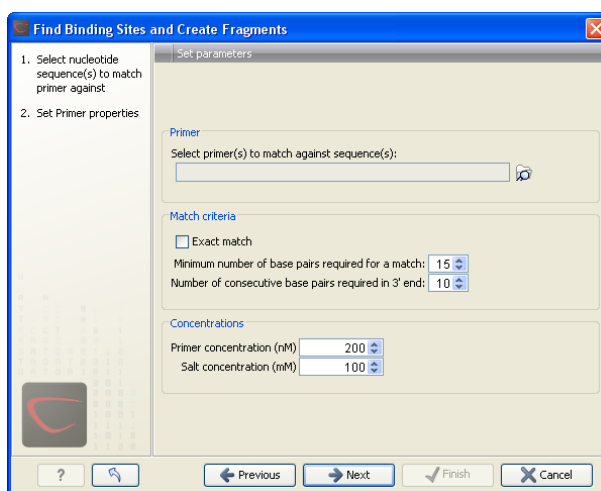 Find Binding Sites and Create Fragments
1. Select nucleotide
sequence(s) to match
primer against
2. Set Primer properties
Set parameters
Primer
Select primer(s) to match against sequence(s):
Match criteria
Exact match
Minimum number of base pairs required for a match: 15
Number of consecutive base pairs required in 3' end: 10
Concentrations
Primer concentration (nM) 200
Salt concentration (mM) 100
?
Previous
Next
Finish
Cancel